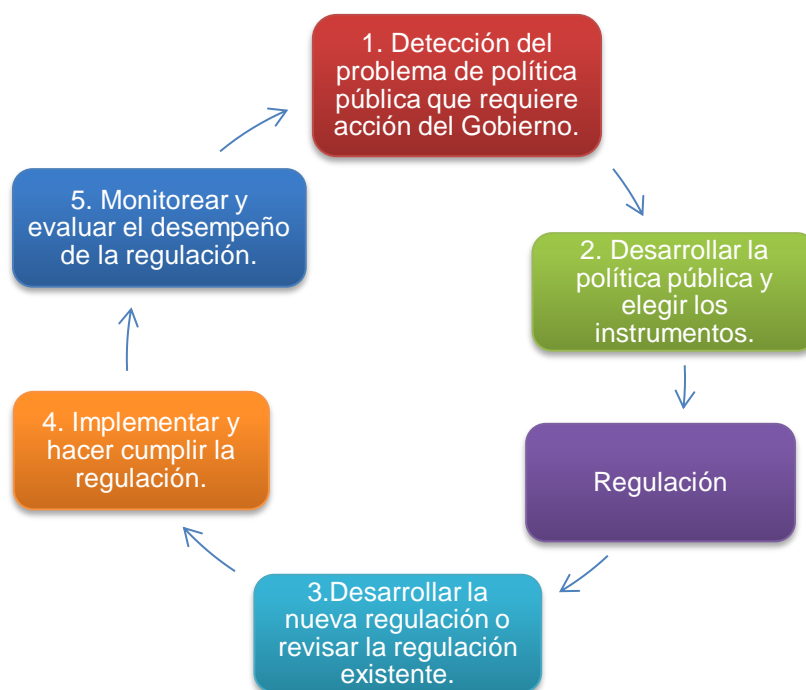 1. Detección del
problema de política
pública que requiere
acción del Gobierno.
2. Desarrollar la
política pública y
elegir los
instrumentos.
Regulación
3.Desarrollar la
nueva regulación o
revisar la regulación
existente.
4. Implementar y
hacer cumplir la
regulación.
5. Monitorear y
evaluar el desempeño
de la regulación.